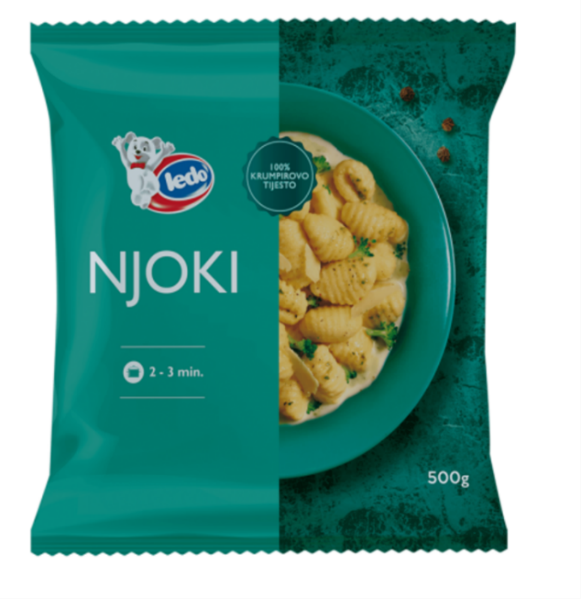 ledo
100%
KRUMPIROVO
TIJESTO
NJOKI
2 - 3 min.
500g